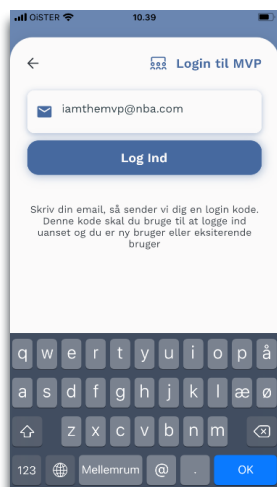 OiSTER 10.39
Login til MVP
iamthemvp@nba.com
Log Ind
Skriv din email, så sender vi dig en login kode.
Denne kode skal du bruge til at logge ind
uanset og du er ny bruger eller eksiterende
bruger
q w e r t y u i o p å
a s d f g h j k l æ ø
z x c v b n m
123 Mellemrum @ . OK